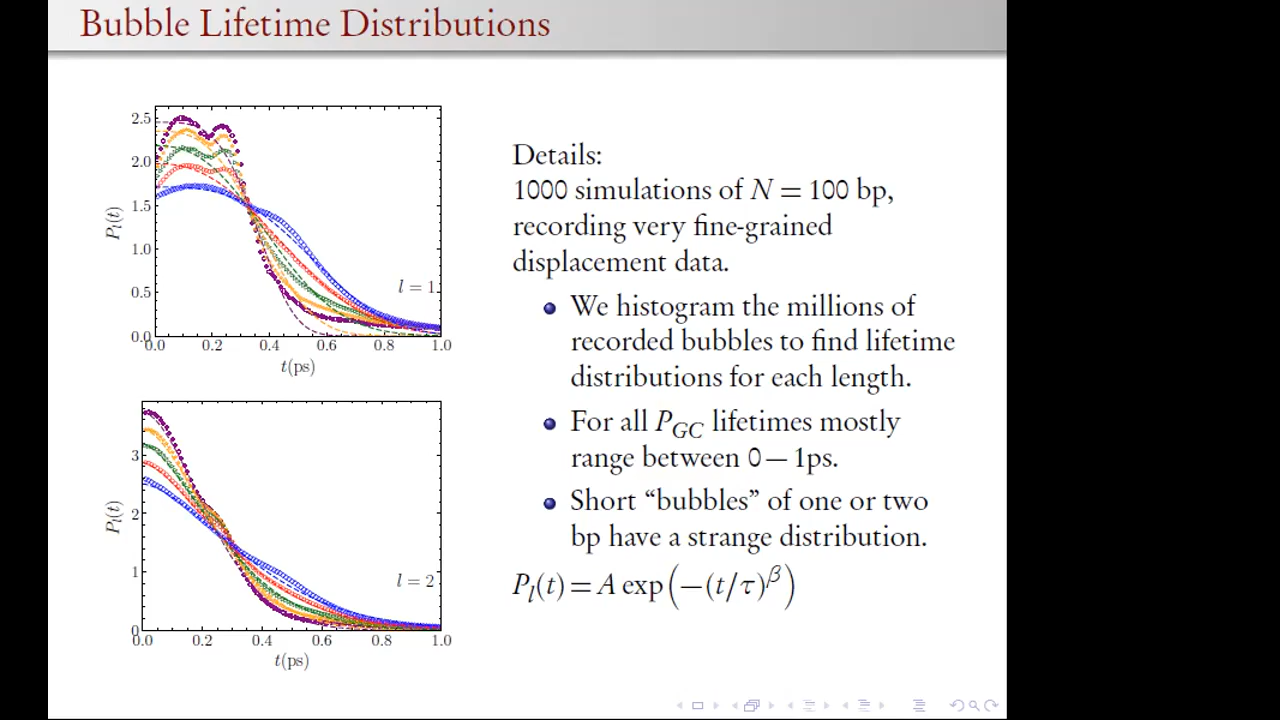 Bubble Lifetime Distributions
2.5
2.0
1.5
1.0
0.5
0.0
P_l(t)
l = 1
0.0 0.2 0.4 0.6 0.8 1.0
t(ps)
3
2
1
0
P_l(t)
l = 2
0.0 0.2 0.4 0.6 0.8 1.0
t(ps)
Details:
1000 simulations of N = 100 bp,
recording very fine-grained
displacement data.
We histogram the millions of
recorded bubbles to find lifetime
distributions for each length.
For all P_GC lifetimes mostly
range between 0 – 1ps.
Short “bubbles” of one or two
bp have a strange distribution.
P_l(t) = A exp(−(t/τ)^β)